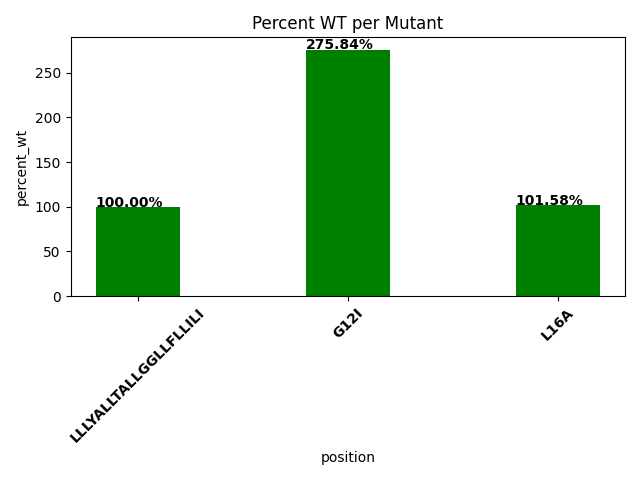 Percent WT per Mutant
percent_wt
250
200
150
100
50
0
100.00%
275.84%
101.58%
LLLYALLTALLGGLLFLLILI
G12I
L16A
position